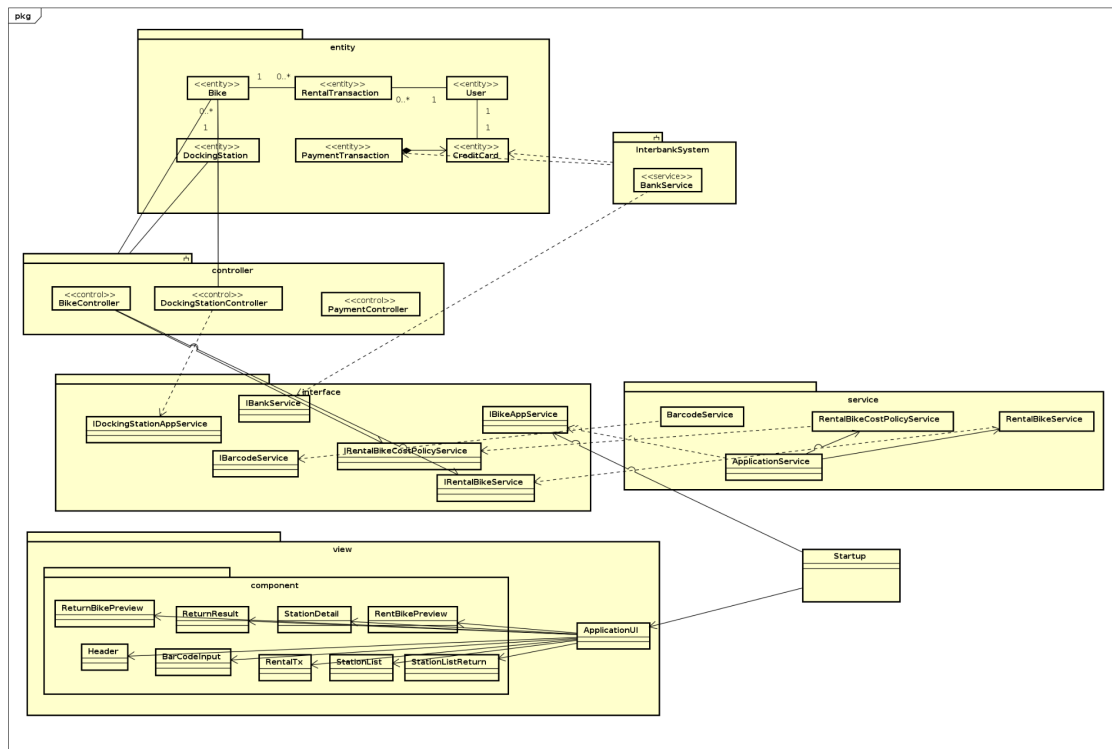 pkg
entity
<<entity>>
Bike
1
0..*
<<entity>>
RentalTransaction
0..*
1
<<entity>>
User
0..*
1
1
1
<<entity>>
DockingStation
<<entity>>
PaymentTransaction
<<entity>>
CreditCard
InterbankSystem
<<service>>
BankService
controller
<<control>>
BikeController
<<control>>
DockingStationController
<<control>>
PaymentController
interface
IBankService
IDockingStationAppService
IBikeAppService
IBarcodeService
IRentalBikeCostPolicyService
IRentalBikeService
service
BarcodeService
RentalBikeCostPolicyService
RentalBikeService
ApplicationService
Startup
view
component
ReturnBikePreview
ReturnResult
StationDetail
RentBikePreview
ApplicationUI
Header
BarCodeInput
RentalTx
StationList
StationListReturn